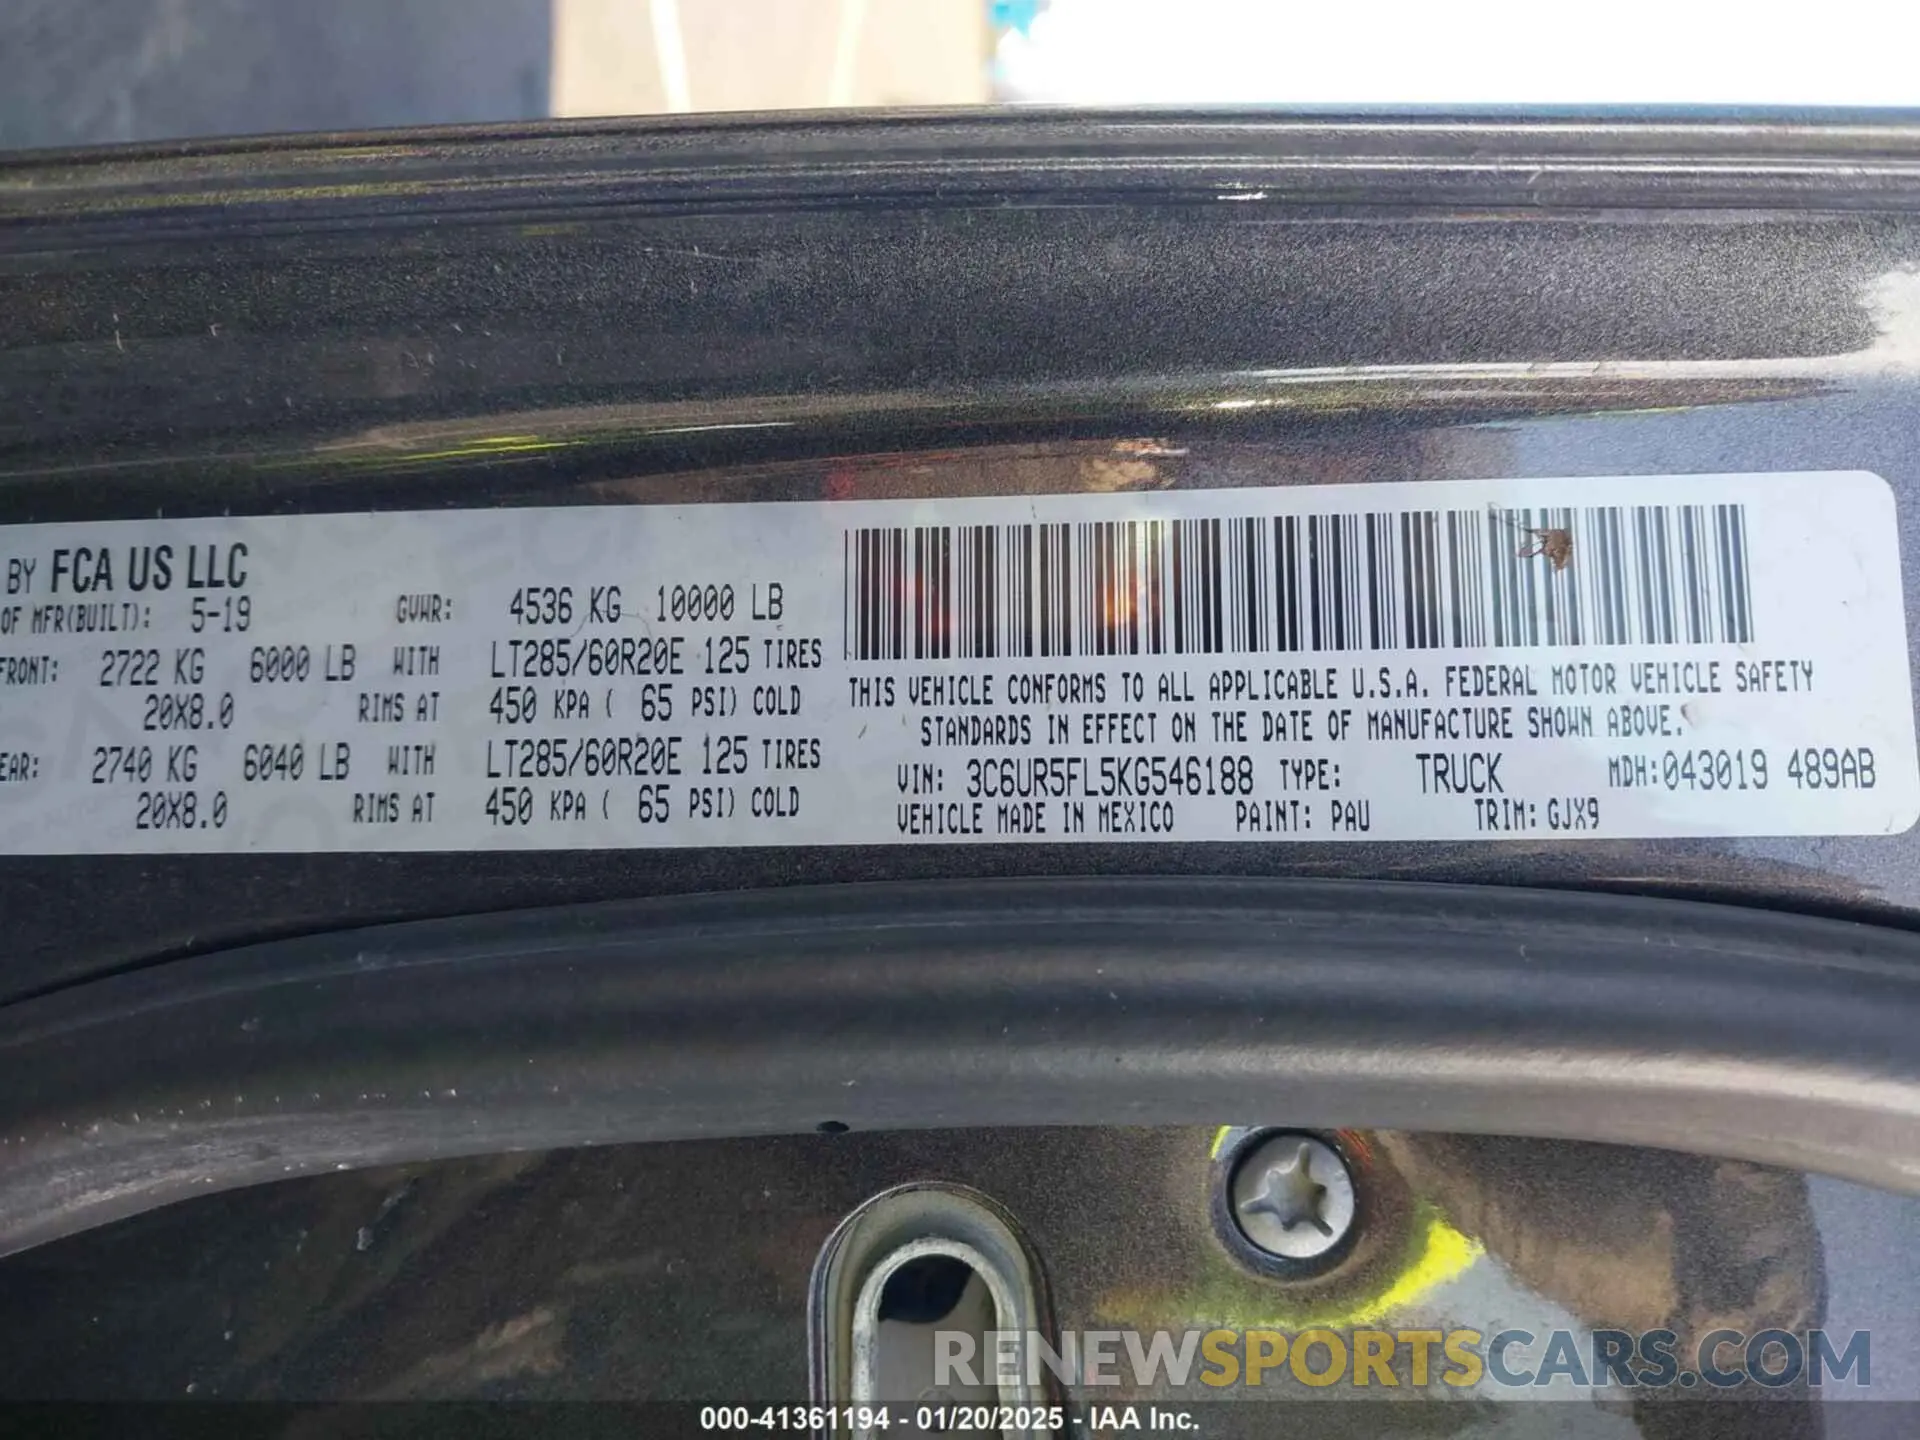 BY FCA US LLC
OF MFR(BUILT): 5-19 GVWR: 4536 KG 10000 LB
FRONT: 2722 KG 6000 LB WITH LT285/60R20E 125 TIRES
20X8.0 RIMS AT 450 KPA ( 65 PSI) COLD
EAR: 2740 KG 6040 LB WITH LT285/60R20E 125 TIRES
20X8.0 RIMS AT 450 KPA ( 65 PSI) COLD
THIS VEHICLE CONFORMS TO ALL APPLICABLE U.S.A. FEDERAL MOTOR VEHICLE SAFETY
STANDARDS IN EFFECT ON THE DATE OF MANUFACTURE SHOWN ABOVE.
VIN: 3C6UR5FL5KG546188 TYPE: TRUCK MDH:043019 489AB
VEHICLE MADE IN MEXICO PAINT: PAU TRIM: GJX9
RENEWSPORTSCARS.COM
000-41361194 - 01/20/2025 - IAA Inc.